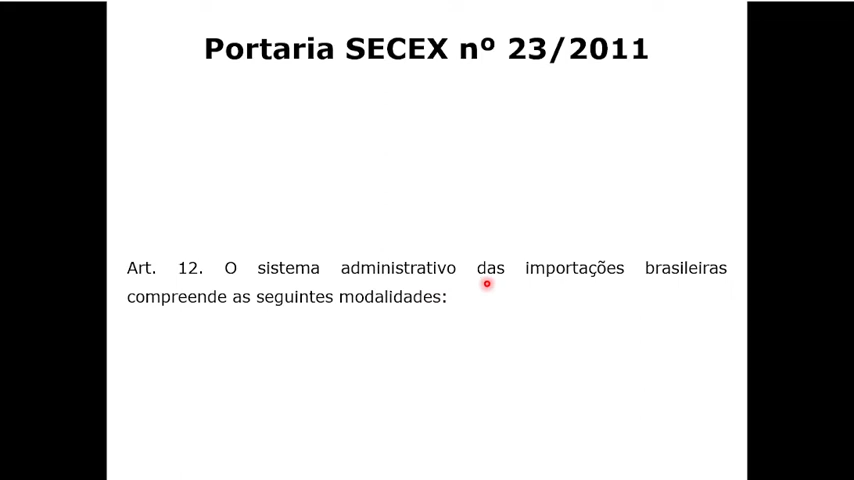 Portaria SECEX nº 23/2011
Art. 12. O sistema administrativo das importações brasileiras
compreende as seguintes modalidades: